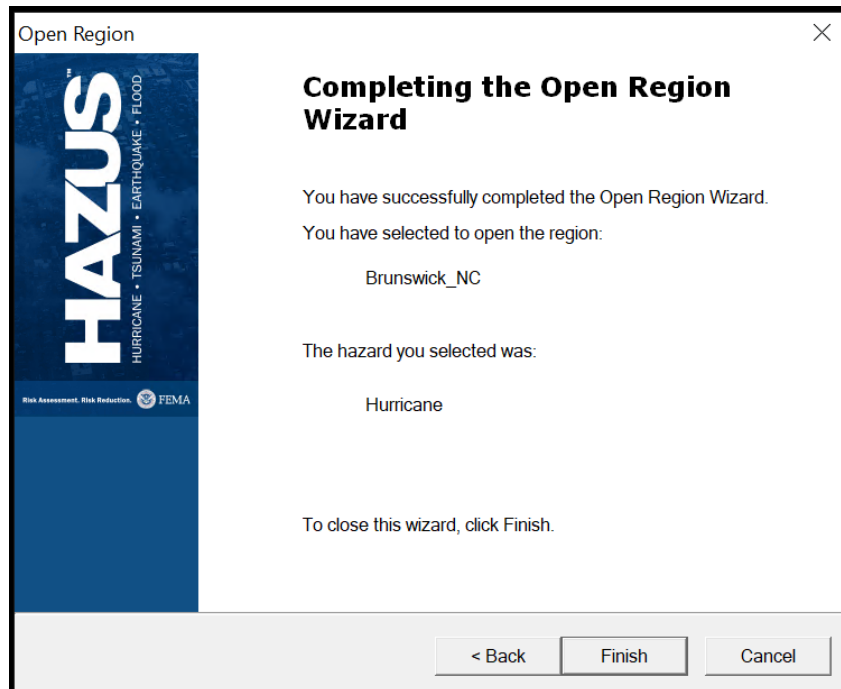 Open Region
HAZUS™
HURRICANE • TSUNAMI • EARTHQUAKE • FLOOD
Risk Assessment. Risk Reduction. FEMA
Completing the Open Region
Wizard
You have successfully completed the Open Region Wizard.
You have selected to open the region:
Brunswick_NC
The hazard you selected was:
Hurricane
To close this wizard, click Finish.
< Back
Finish
Cancel